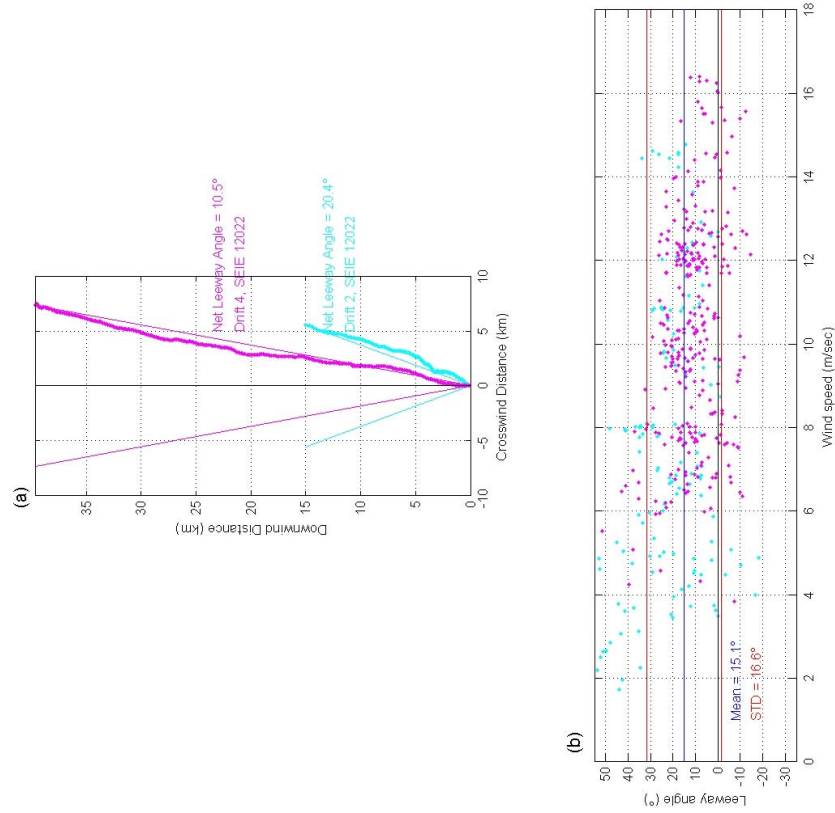 (a)
Downwind Distance (km)
35
30
25
20
15
10
5
0
-10
-5
0
5
10
Crosswind Distance (km)
Net Leeway Angle = 10.5°
Drift 4, SEIE 12022
Net Leeway Angle = 20.4°
Drift 2, SEIE 12022
(b)
Leeway angle (°)
50
40
30
20
10
0
-10
-20
-30
Mean = 15.1°
STD = 16.6°
0
2
4
6
8
10
12
14
16
18
Wind speed (m/sec)